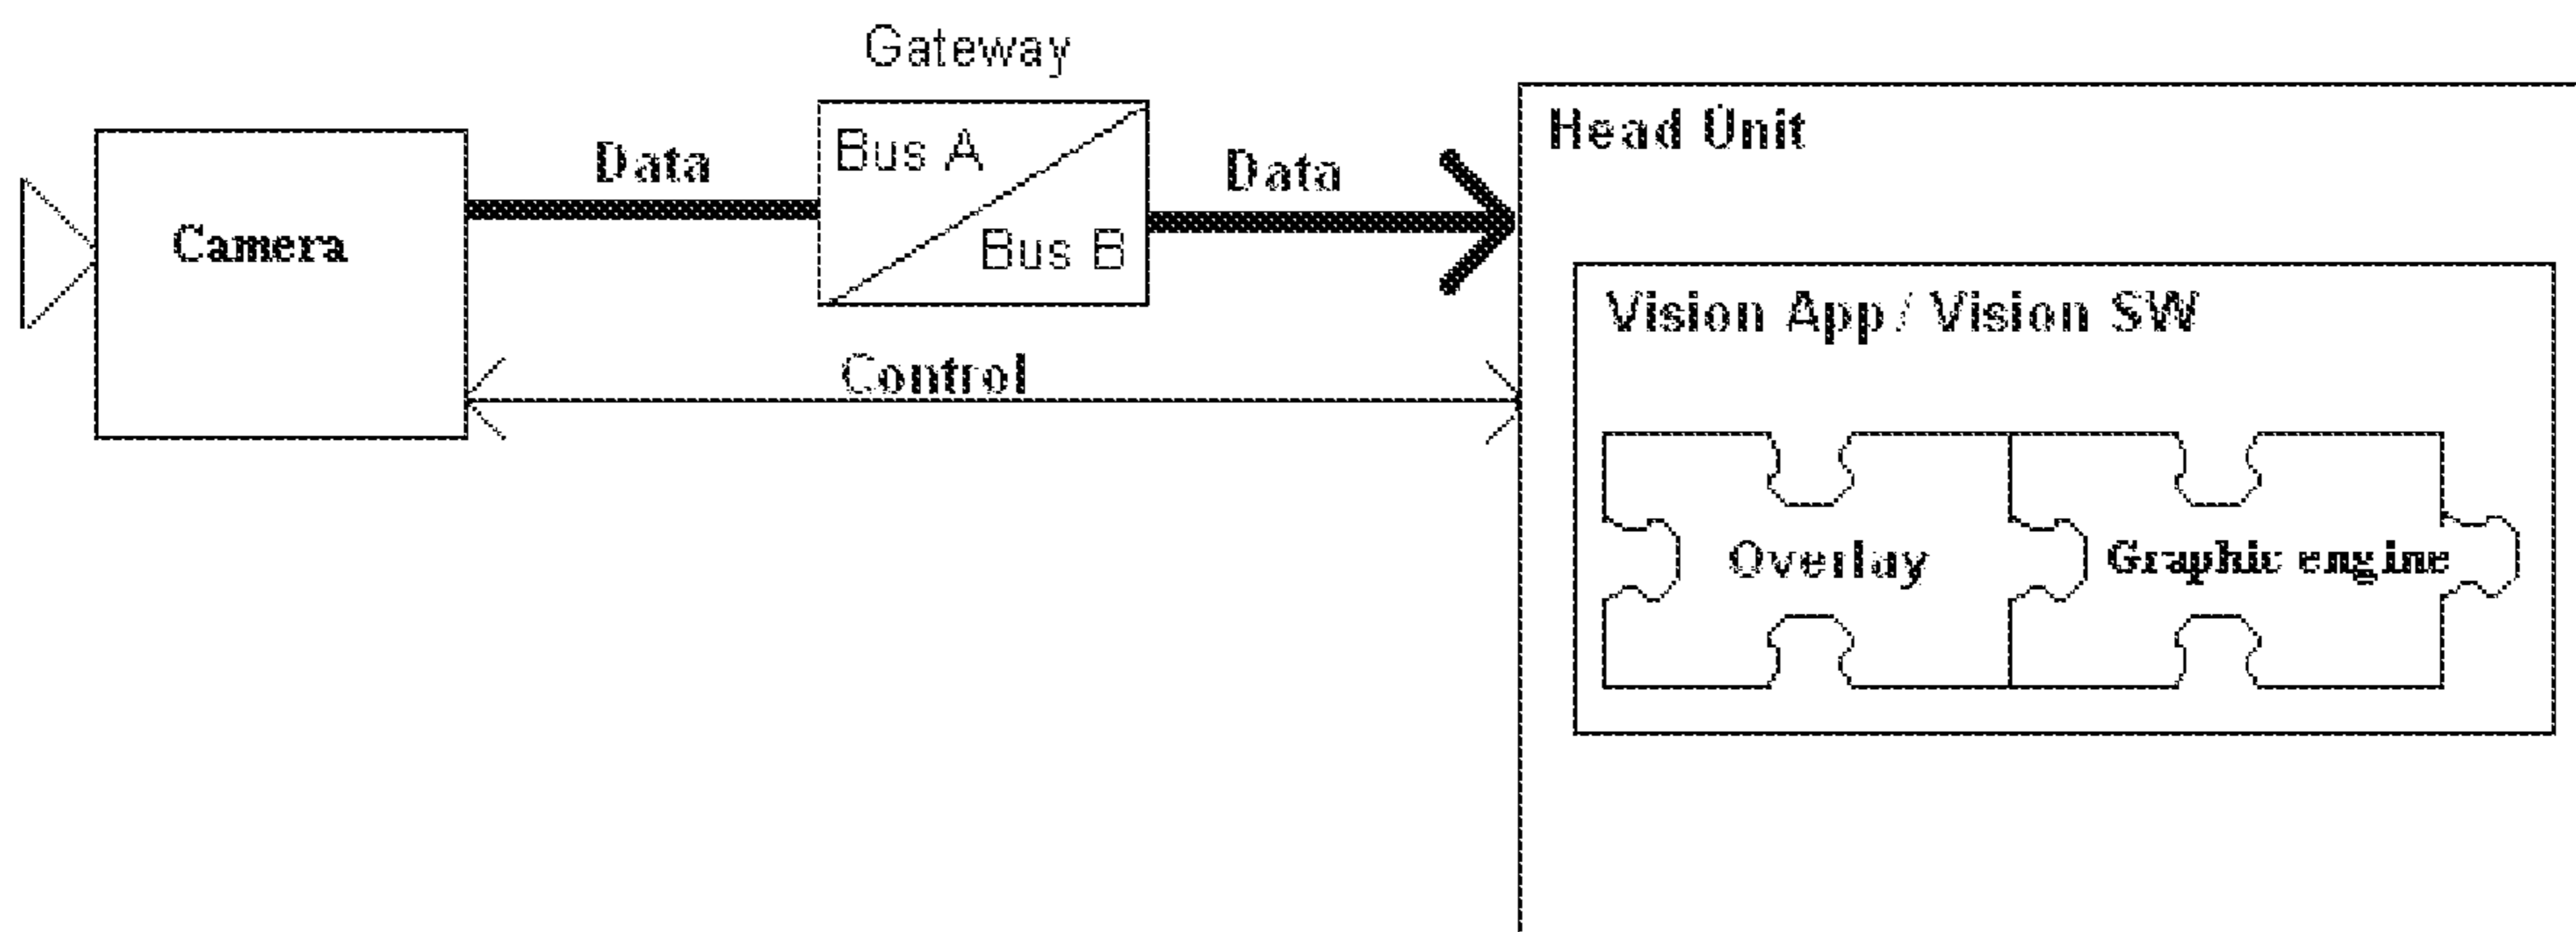 Gateway
Head Unit
Bus A
Data
Data
Camera
Bus B
Vision App / Vision SW
Control
Overlay
Graphic engine